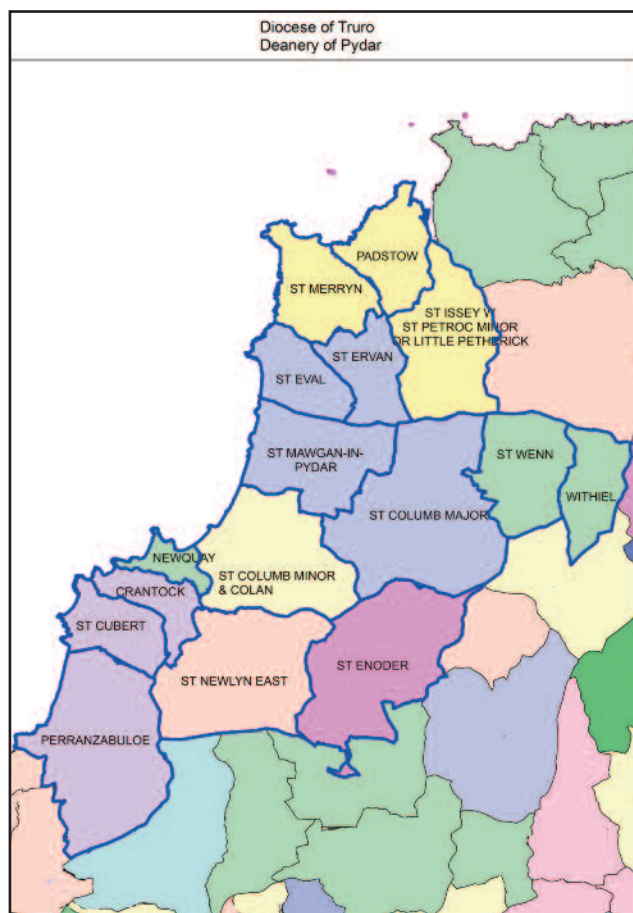 Diocese of Truro
Deanery of Pydar
PADSTOW
ST MERRYN
ST ISSEY W
ST PETROC MINOR
OR LITTLE PETHERICK
ST ERVAN
ST EVAL
ST MAWGAN-IN-
PYDAR
ST WENN
WITHIEL
ST COLUMB MAJOR
NEWQUAY
ST COLUMB MINOR
& COLAN
CRANTOCK
ST CUBERT
ST NEWLYN EAST
ST ENODER
PERRANZABULOE